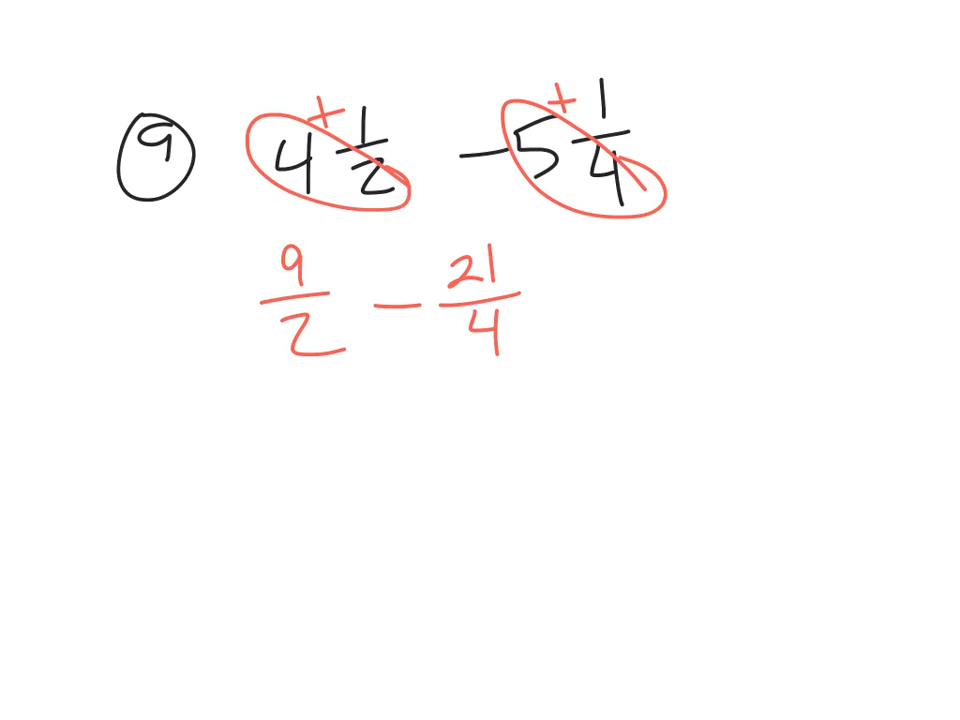 9 4 + 1/2 - 5 + 1/4
9/2 - 21/4